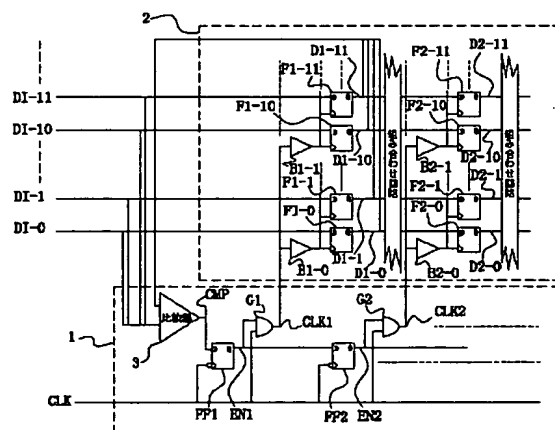 2
D1-11
F1-11
F2-11
D2-11
DI-11
F1-10
F2-10
DI-10
D1-10
D2-10
B1-1
B2-1
F1-1
F2-1
D2-1
DI-1
F1-0
F2-0
DI-0
D1-1
D1-0
D2-0
B1-0
B2-0
CMP
G1
G2
1
比較器
CLK1
CLK2
3
CLK
FF1
EN1
FF2
EN2